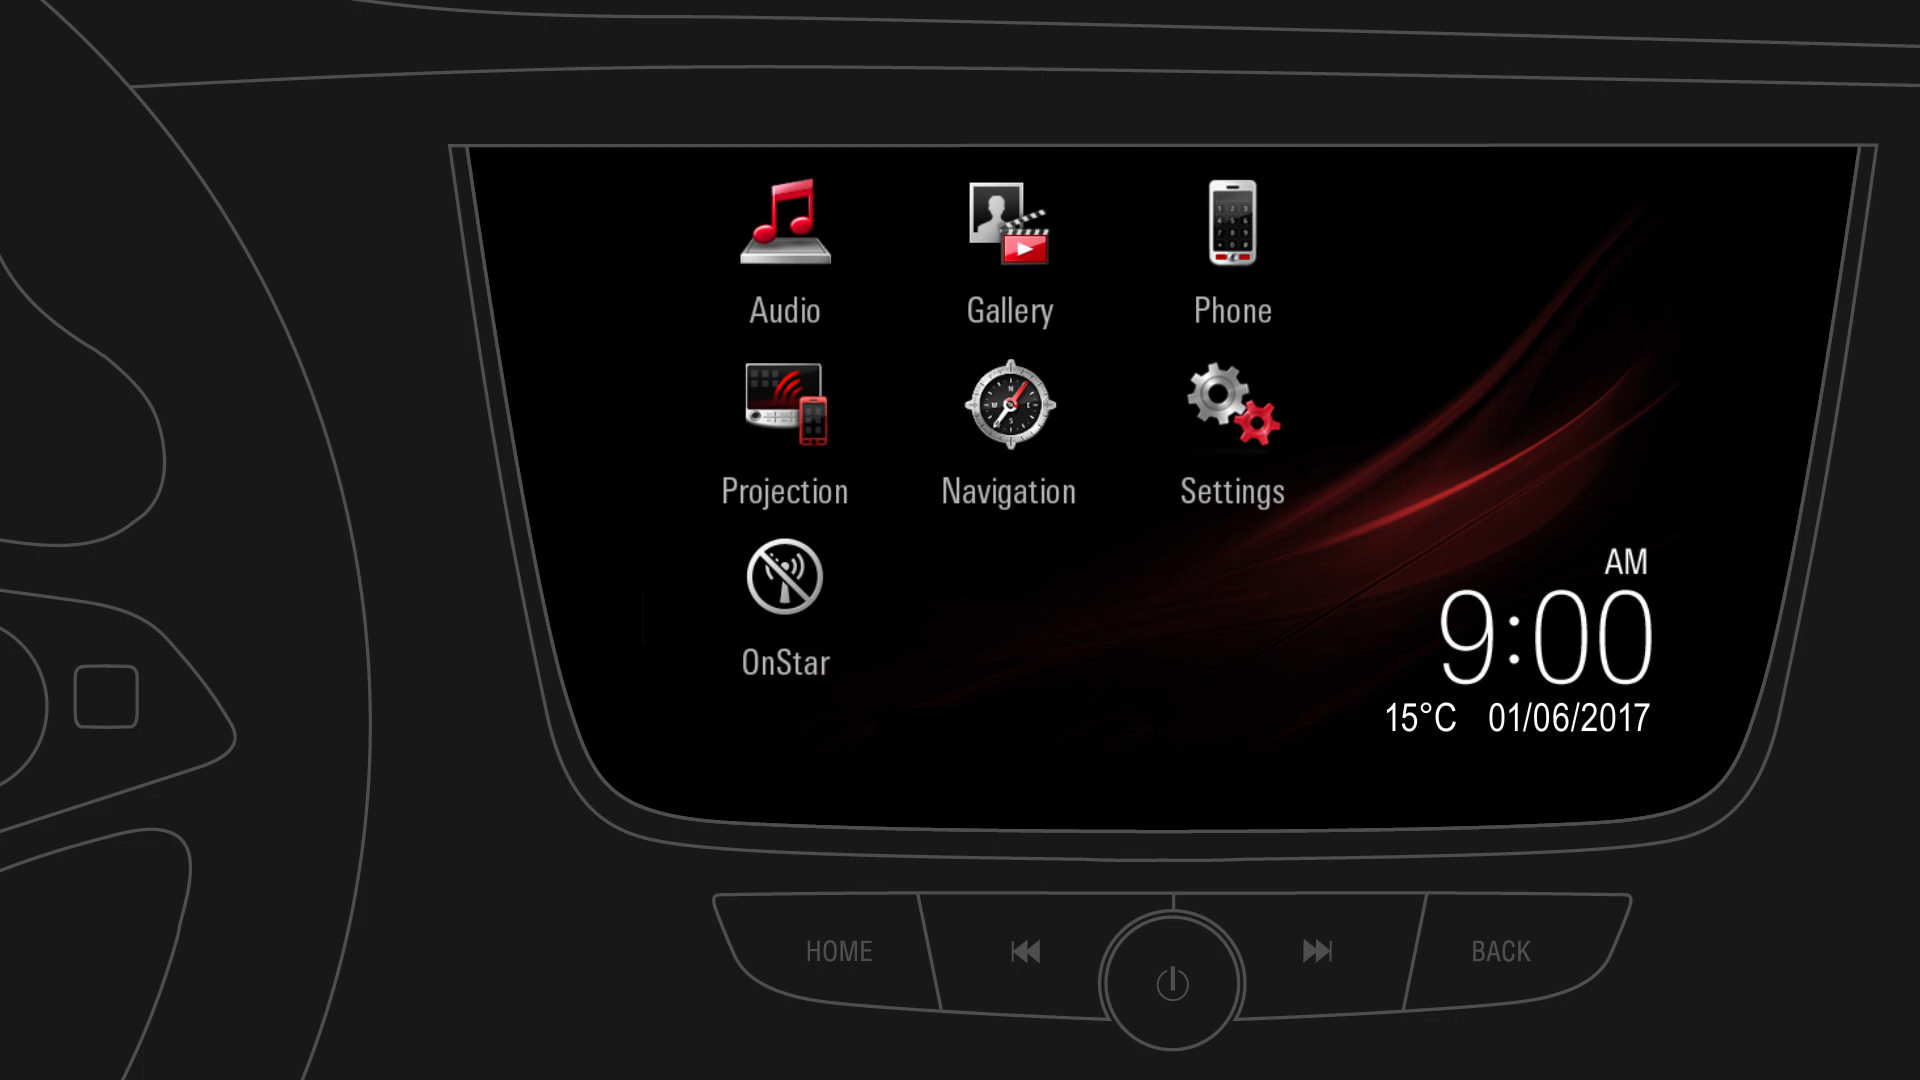 Audio Gallery Phone
Projection Navigation Settings
OnStar
AM
9:00
15°C 01/06/2017
HOME BACK